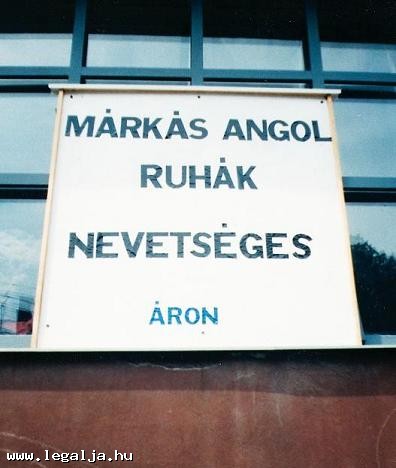 MÁRKÁS ANGOL
RUHÁK
NEVETSÉGES
ÁRON
www.legalja.hu